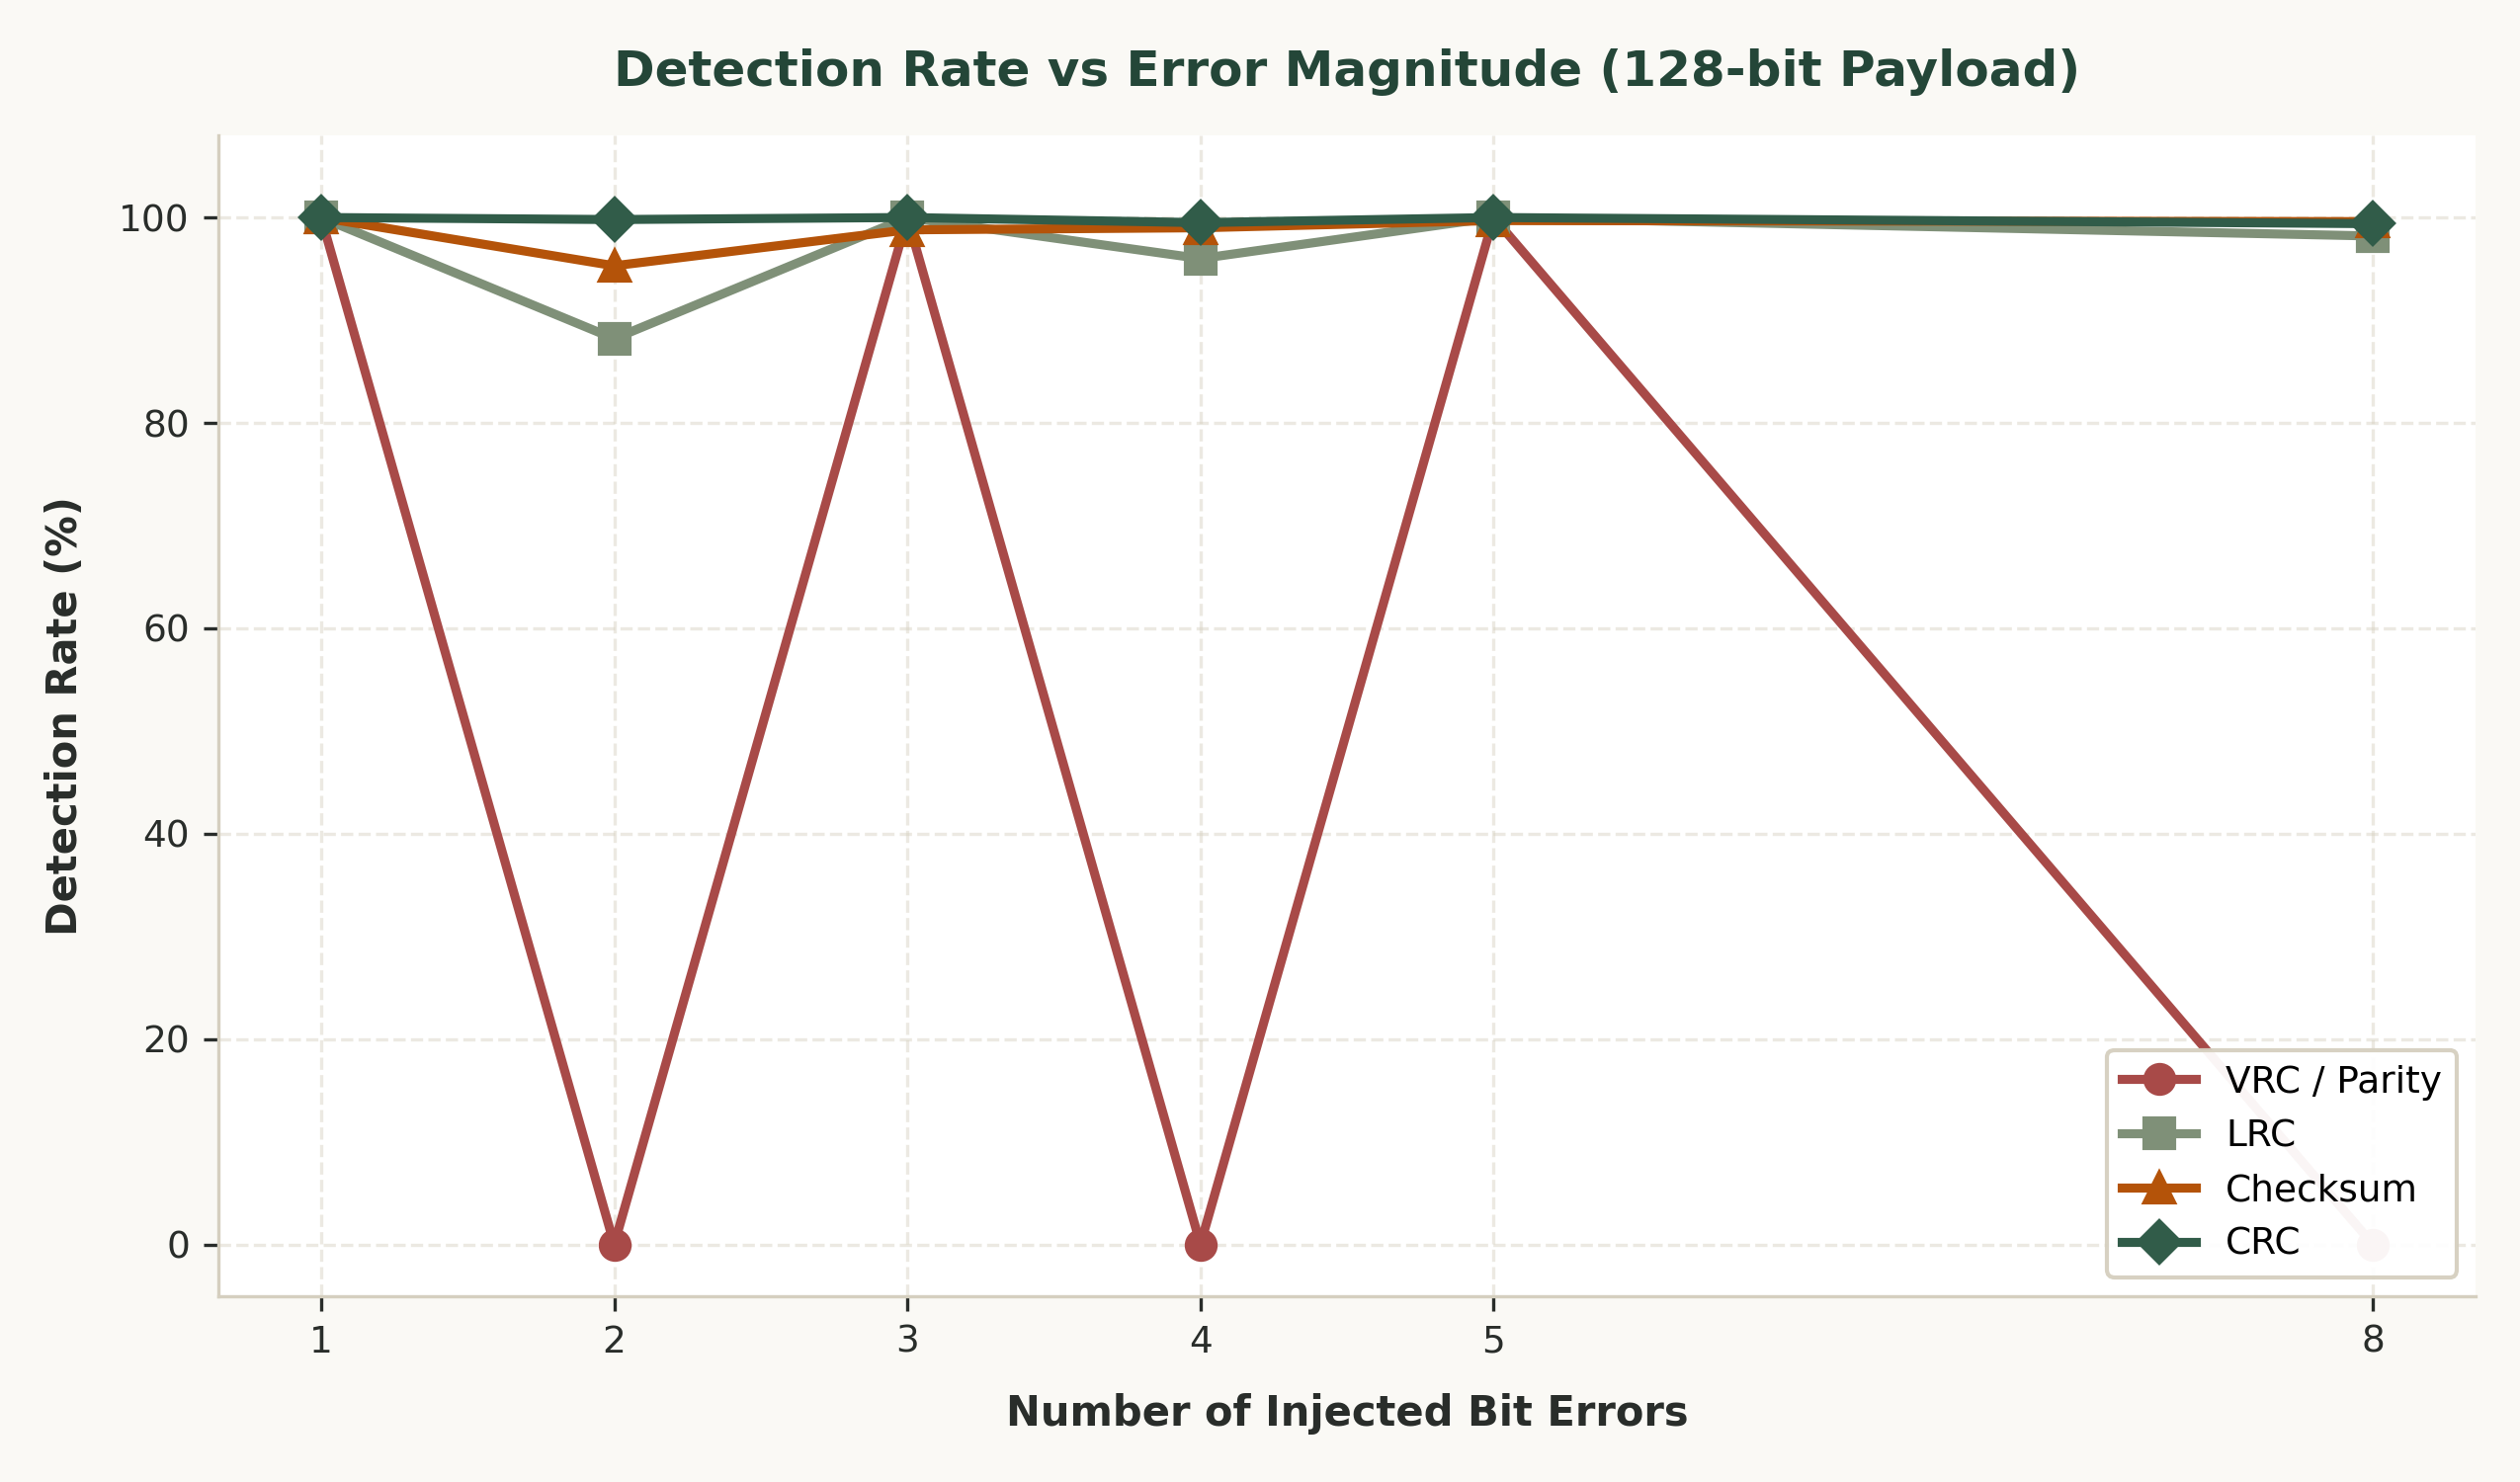 Detection Rate vs Error Magnitude (128-bit Payload)
Detection Rate (%)
100
80
60
40
20
0
1 2 3 4 5 8
Number of Injected Bit Errors
VRC / Parity
LRC
Checksum
CRC